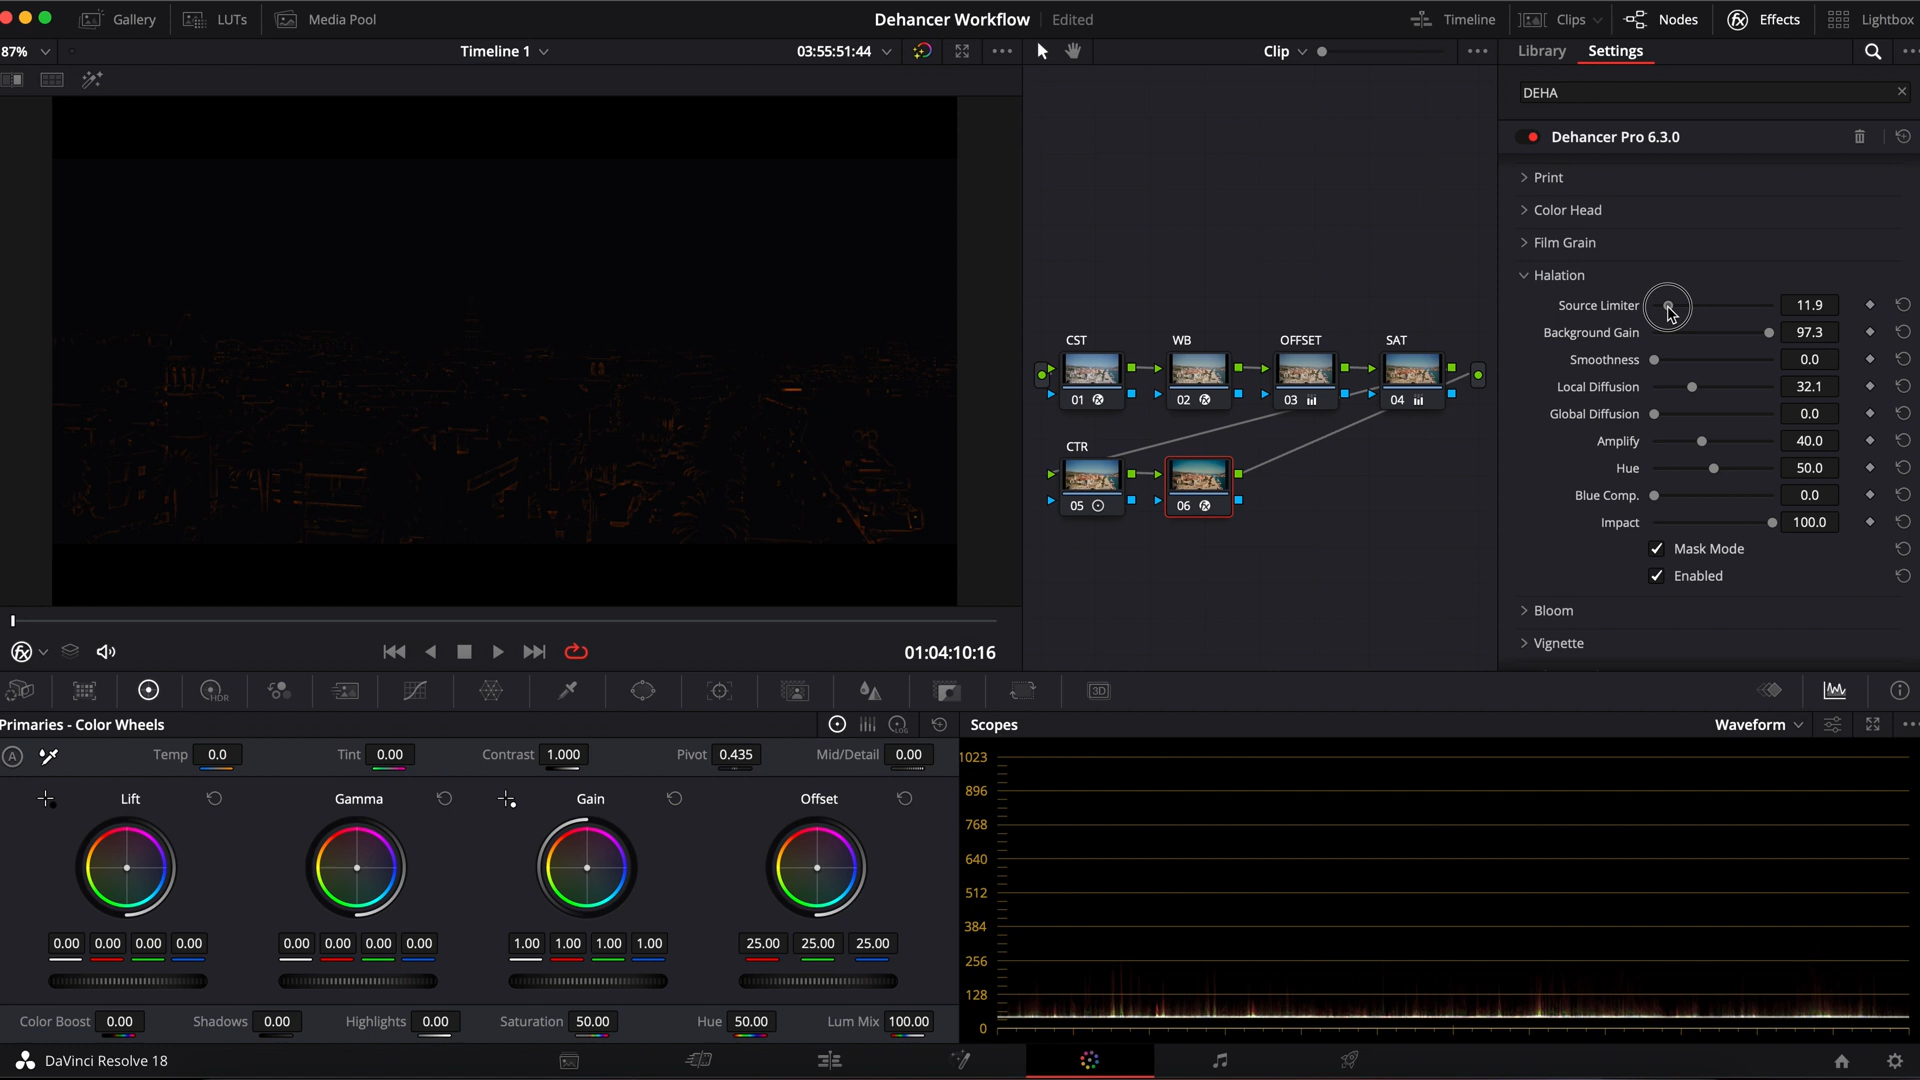 Gallery LUTs Media Pool Dehancer Workflow Edited Timeline Clips Nodes Effects Lightbox
87% Timeline 1 03:55:51:44 Clip Library Settings
DEHA
Dehancer Pro 6.3.0
Print
Color Head
Film Grain
Halation
Source Limiter 11.9
Background Gain 97.3
Smoothness 0.0
Local Diffusion 32.1
Global Diffusion 0.0
Amplify 40.0
Hue 50.0
Blue Comp. 0.0
Impact 100.0
Mask Mode
Enabled
Bloom
Vignette
CST WB OFFSET SAT
01 02 03 04
CTR
05 06
01:04:10:16
HDR 3D
Primaries - Color Wheels LOG Scopes Waveform
A Temp 0.0 Tint 0.00 Contrast 1.000 Pivot 0.435 Mid/Detail 0.00
Lift Gamma Gain Offset
0.00 0.00 0.00 0.00 0.00 0.00 0.00 0.00 1.00 1.00 1.00 1.00 25.00 25.00 25.00
Color Boost 0.00 Shadows 0.00 Highlights 0.00 Saturation 50.00 Hue 50.00 Lum Mix 100.00
1023
896
768
640
512
384
256
128
0
DaVinci Resolve 18